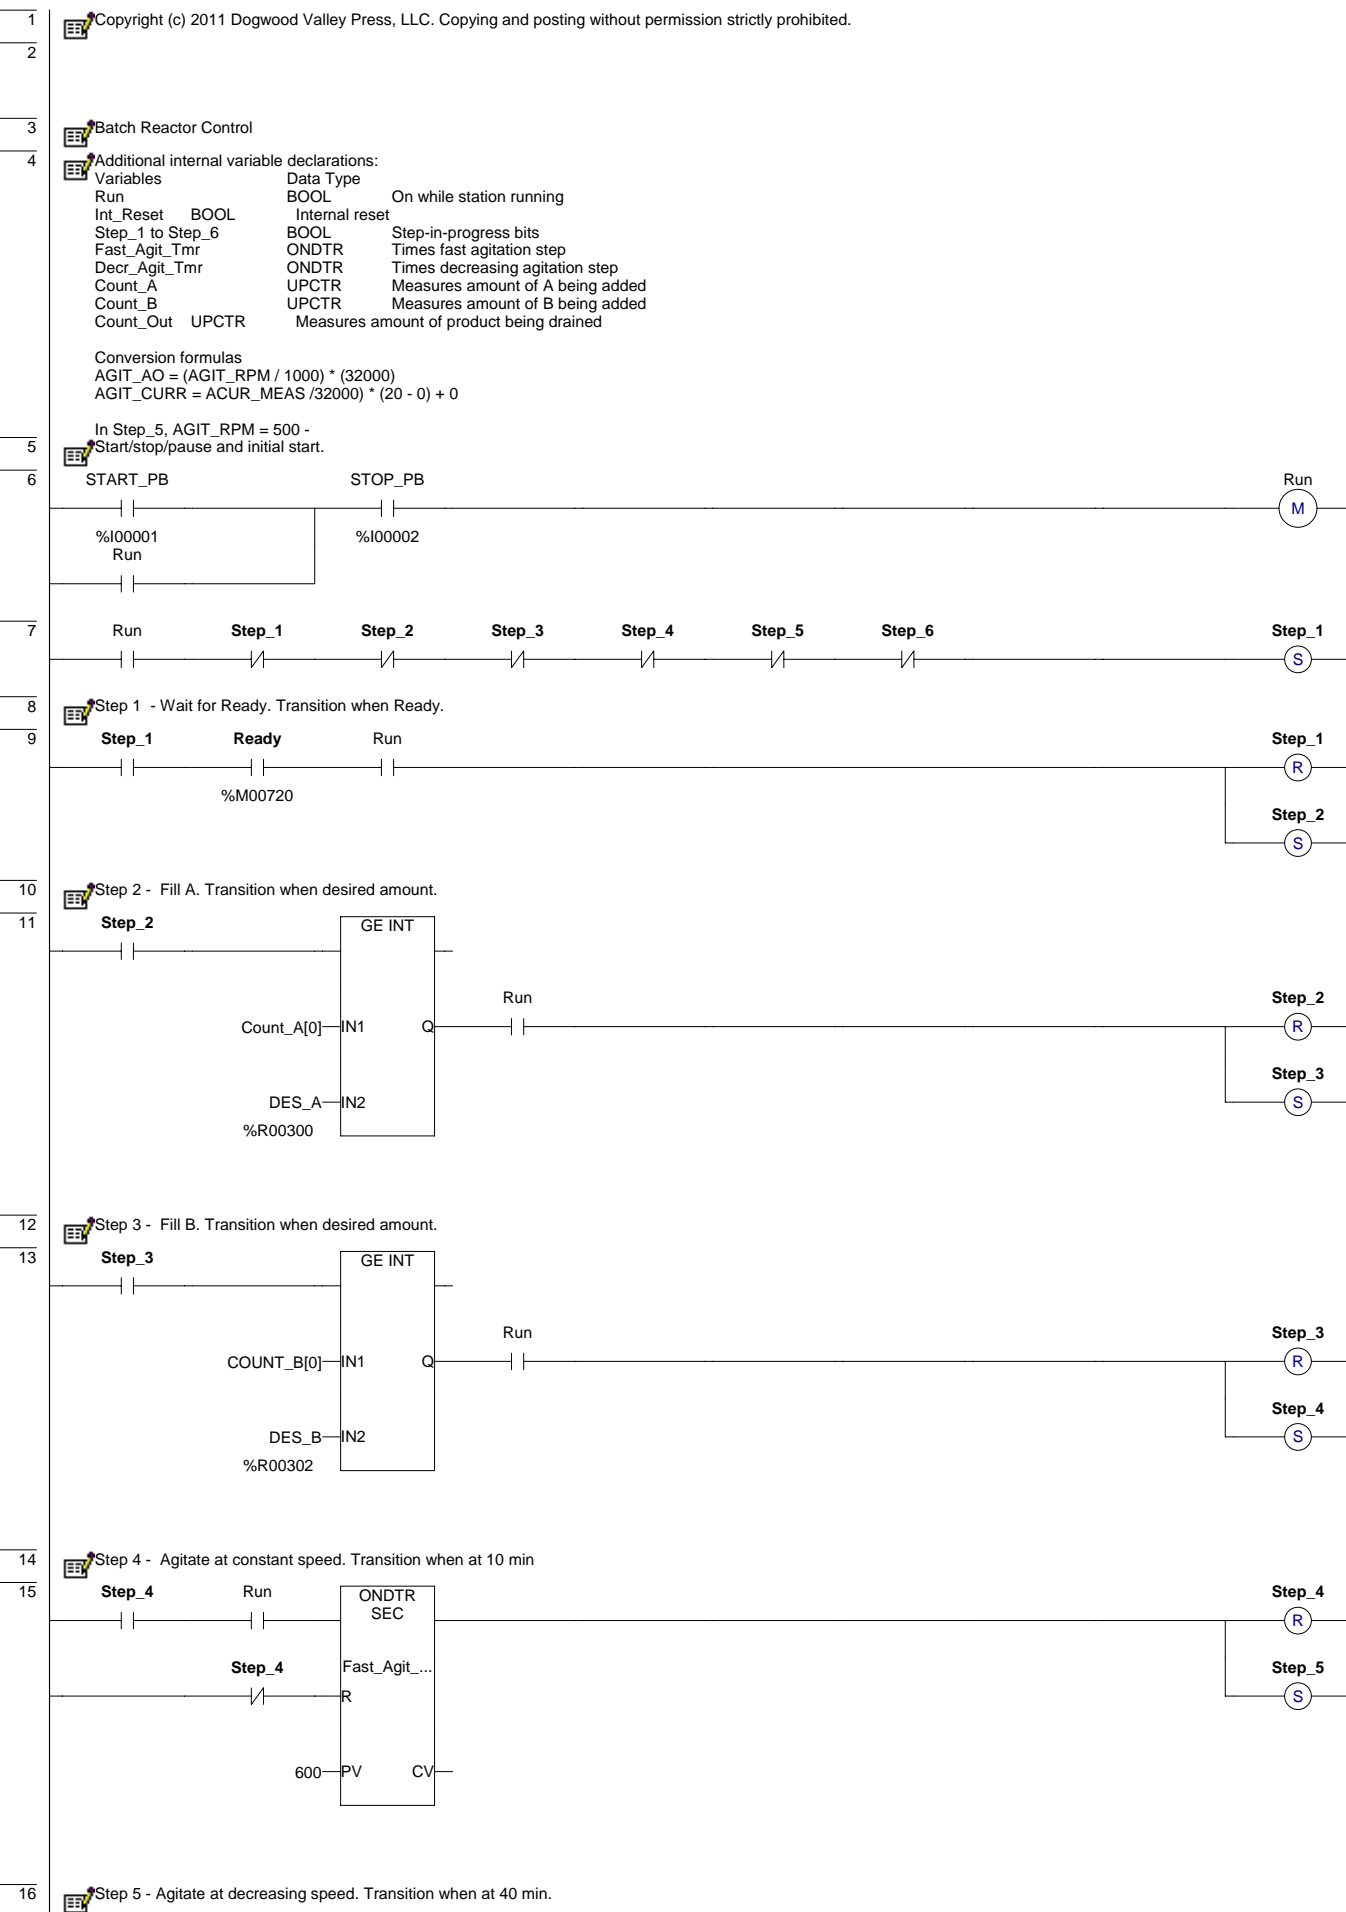 1 Copyright (c) 2011 Dogwood Valley Press, LLC. Copying and posting without permission strictly prohibited.
2
3 Batch Reactor Control
4 Additional internal variable declarations:
Variables Data Type
Run BOOL On while station running
Int_Reset BOOL Internal reset
Step_1 to Step_6 BOOL Step-in-progress bits
Fast_Agit_Tmr ONDTR Times fast agitation step
Decr_Agit_Tmr ONDTR Times decreasing agitation step
Count_A UPCTR Measures amount of A being added
Count_B UPCTR Measures amount of B being added
Count_Out UPCTR Measures amount of product being drained
Conversion formulas
AGIT_AO = (AGIT_RPM / 1000) * (32000)
AGIT_CURR = ACUR_MEAS /32000) * (20 - 0) + 0
In Step_5, AGIT_RPM = 500 -
5 Start/stop/pause and initial start.
6 START_PB STOP_PB Run
M
%I00001 %I00002
Run
7 Run Step_1 Step_2 Step_3 Step_4 Step_5 Step_6 Step_1
S
8 Step 1 - Wait for Ready. Transition when Ready.
9 Step_1 Ready Run Step_1
R
%M00720
Step_2
S
10 Step 2 - Fill A. Transition when desired amount.
11 Step_2 GE INT
Run Step_2
Count_A[0] IN1 Q R
Step_3
DES_A IN2 S
%R00300
12 Step 3 - Fill B. Transition when desired amount.
13 Step_3 GE INT
Run Step_3
COUNT_B[0] IN1 Q R
Step_4
DES_B IN2 S
%R00302
14 Step 4 - Agitate at constant speed. Transition when at 10 min
15 Step_4 Run ONDTR Step_4
SEC R
Step_4 Fast_Agit_... Step_5
R S
600 PV CV
16 Step 5 - Agitate at decreasing speed. Transition when at 40 min.